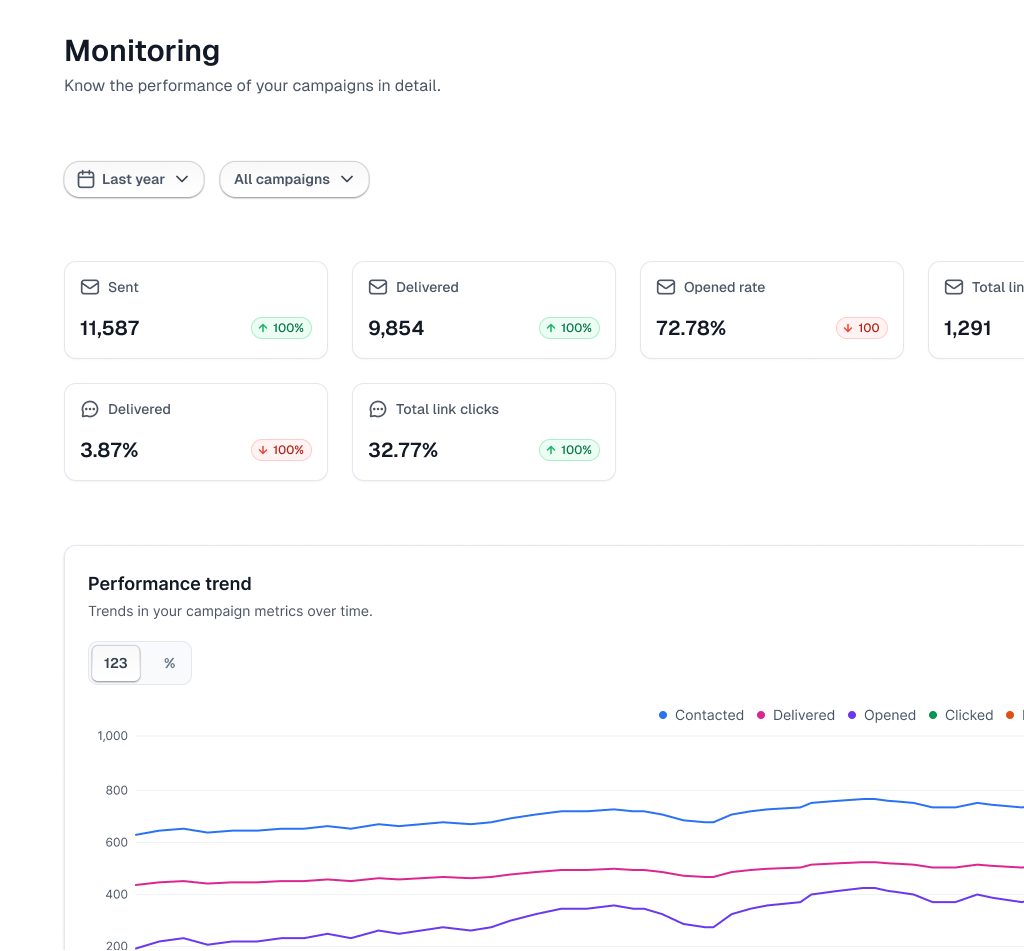 Monitoring
Know the performance of your campaigns in detail.
Last year
All campaigns
Sent
11,587
100%
Delivered
9,854
100%
Opened rate
72.78%
100
Total
1,291
Delivered
3.87%
100%
Total link clicks
32.77%
100%
Performance trend
Trends in your campaign metrics over time.
123 %
Contacted Delivered Opened Clicked
1,000
800
600
400
200